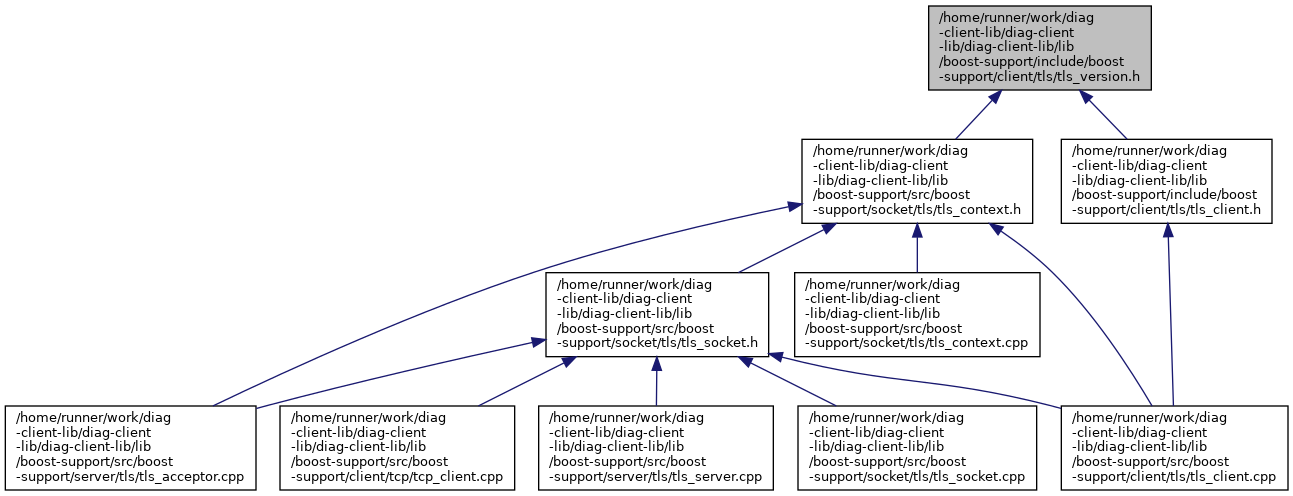 /home/runner/work/diag
-client-lib/diag-client
-lib/diag-client-lib/lib
/boost-support/include/boost
-support/client/tls/tls_version.h
/home/runner/work/diag
-client-lib/diag-client
-lib/diag-client-lib/lib
/boost-support/src/boost
-support/socket/tls/tls_context.h
/home/runner/work/diag
-client-lib/diag-client
-lib/diag-client-lib/lib
/boost-support/include/boost
-support/client/tls/tls_client.h
/home/runner/work/diag
-client-lib/diag-client
-lib/diag-client-lib/lib
/boost-support/src/boost
-support/socket/tls/tls_socket.h
/home/runner/work/diag
-client-lib/diag-client
-lib/diag-client-lib/lib
/boost-support/src/boost
-support/socket/tls/tls_context.cpp
/home/runner/work/diag
-client-lib/diag-client
-lib/diag-client-lib/lib
/boost-support/src/boost
-support/server/tls/tls_acceptor.cpp
/home/runner/work/diag
-client-lib/diag-client
-lib/diag-client-lib/lib
/boost-support/src/boost
-support/client/tcp/tcp_client.cpp
/home/runner/work/diag
-client-lib/diag-client
-lib/diag-client-lib/lib
/boost-support/src/boost
-support/server/tls/tls_server.cpp
/home/runner/work/diag
-client-lib/diag-client
-lib/diag-client-lib/lib
/boost-support/src/boost
-support/socket/tls/tls_socket.cpp
/home/runner/work/diag
-client-lib/diag-client
-lib/diag-client-lib/lib
/boost-support/src/boost
-support/client/tls/tls_client.cpp